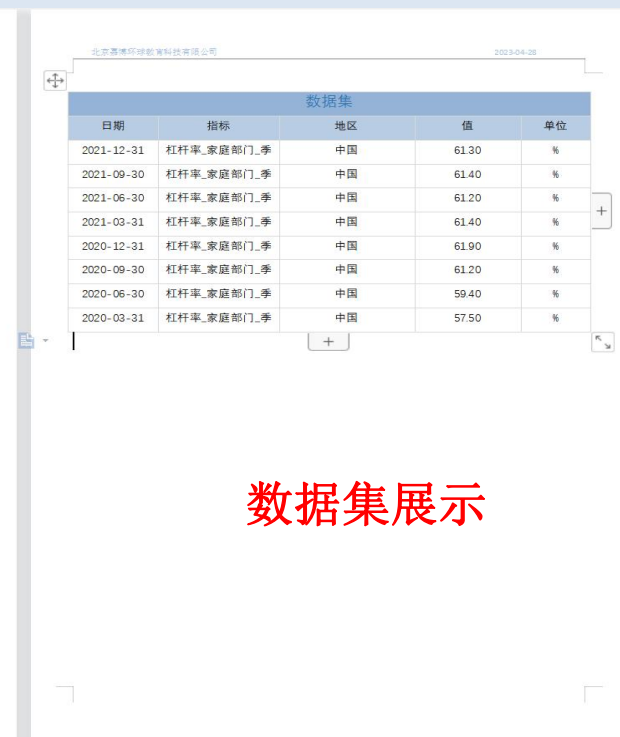 北京嘉博环球教育科技有限公司 2023-04-28
数据集
日期 指标 地区 值 单位
2021-12-31 杠杆率_家庭部门_季 中国 61.30 %
2021-09-30 杠杆率_家庭部门_季 中国 61.40 %
2021-06-30 杠杆率_家庭部门_季 中国 61.20 %
2021-03-31 杠杆率_家庭部门_季 中国 61.40 %
2020-12-31 杠杆率_家庭部门_季 中国 61.90 %
2020-09-30 杠杆率_家庭部门_季 中国 61.20 %
2020-06-30 杠杆率_家庭部门_季 中国 59.40 %
2020-03-31 杠杆率_家庭部门_季 中国 57.50 %
数据集展示